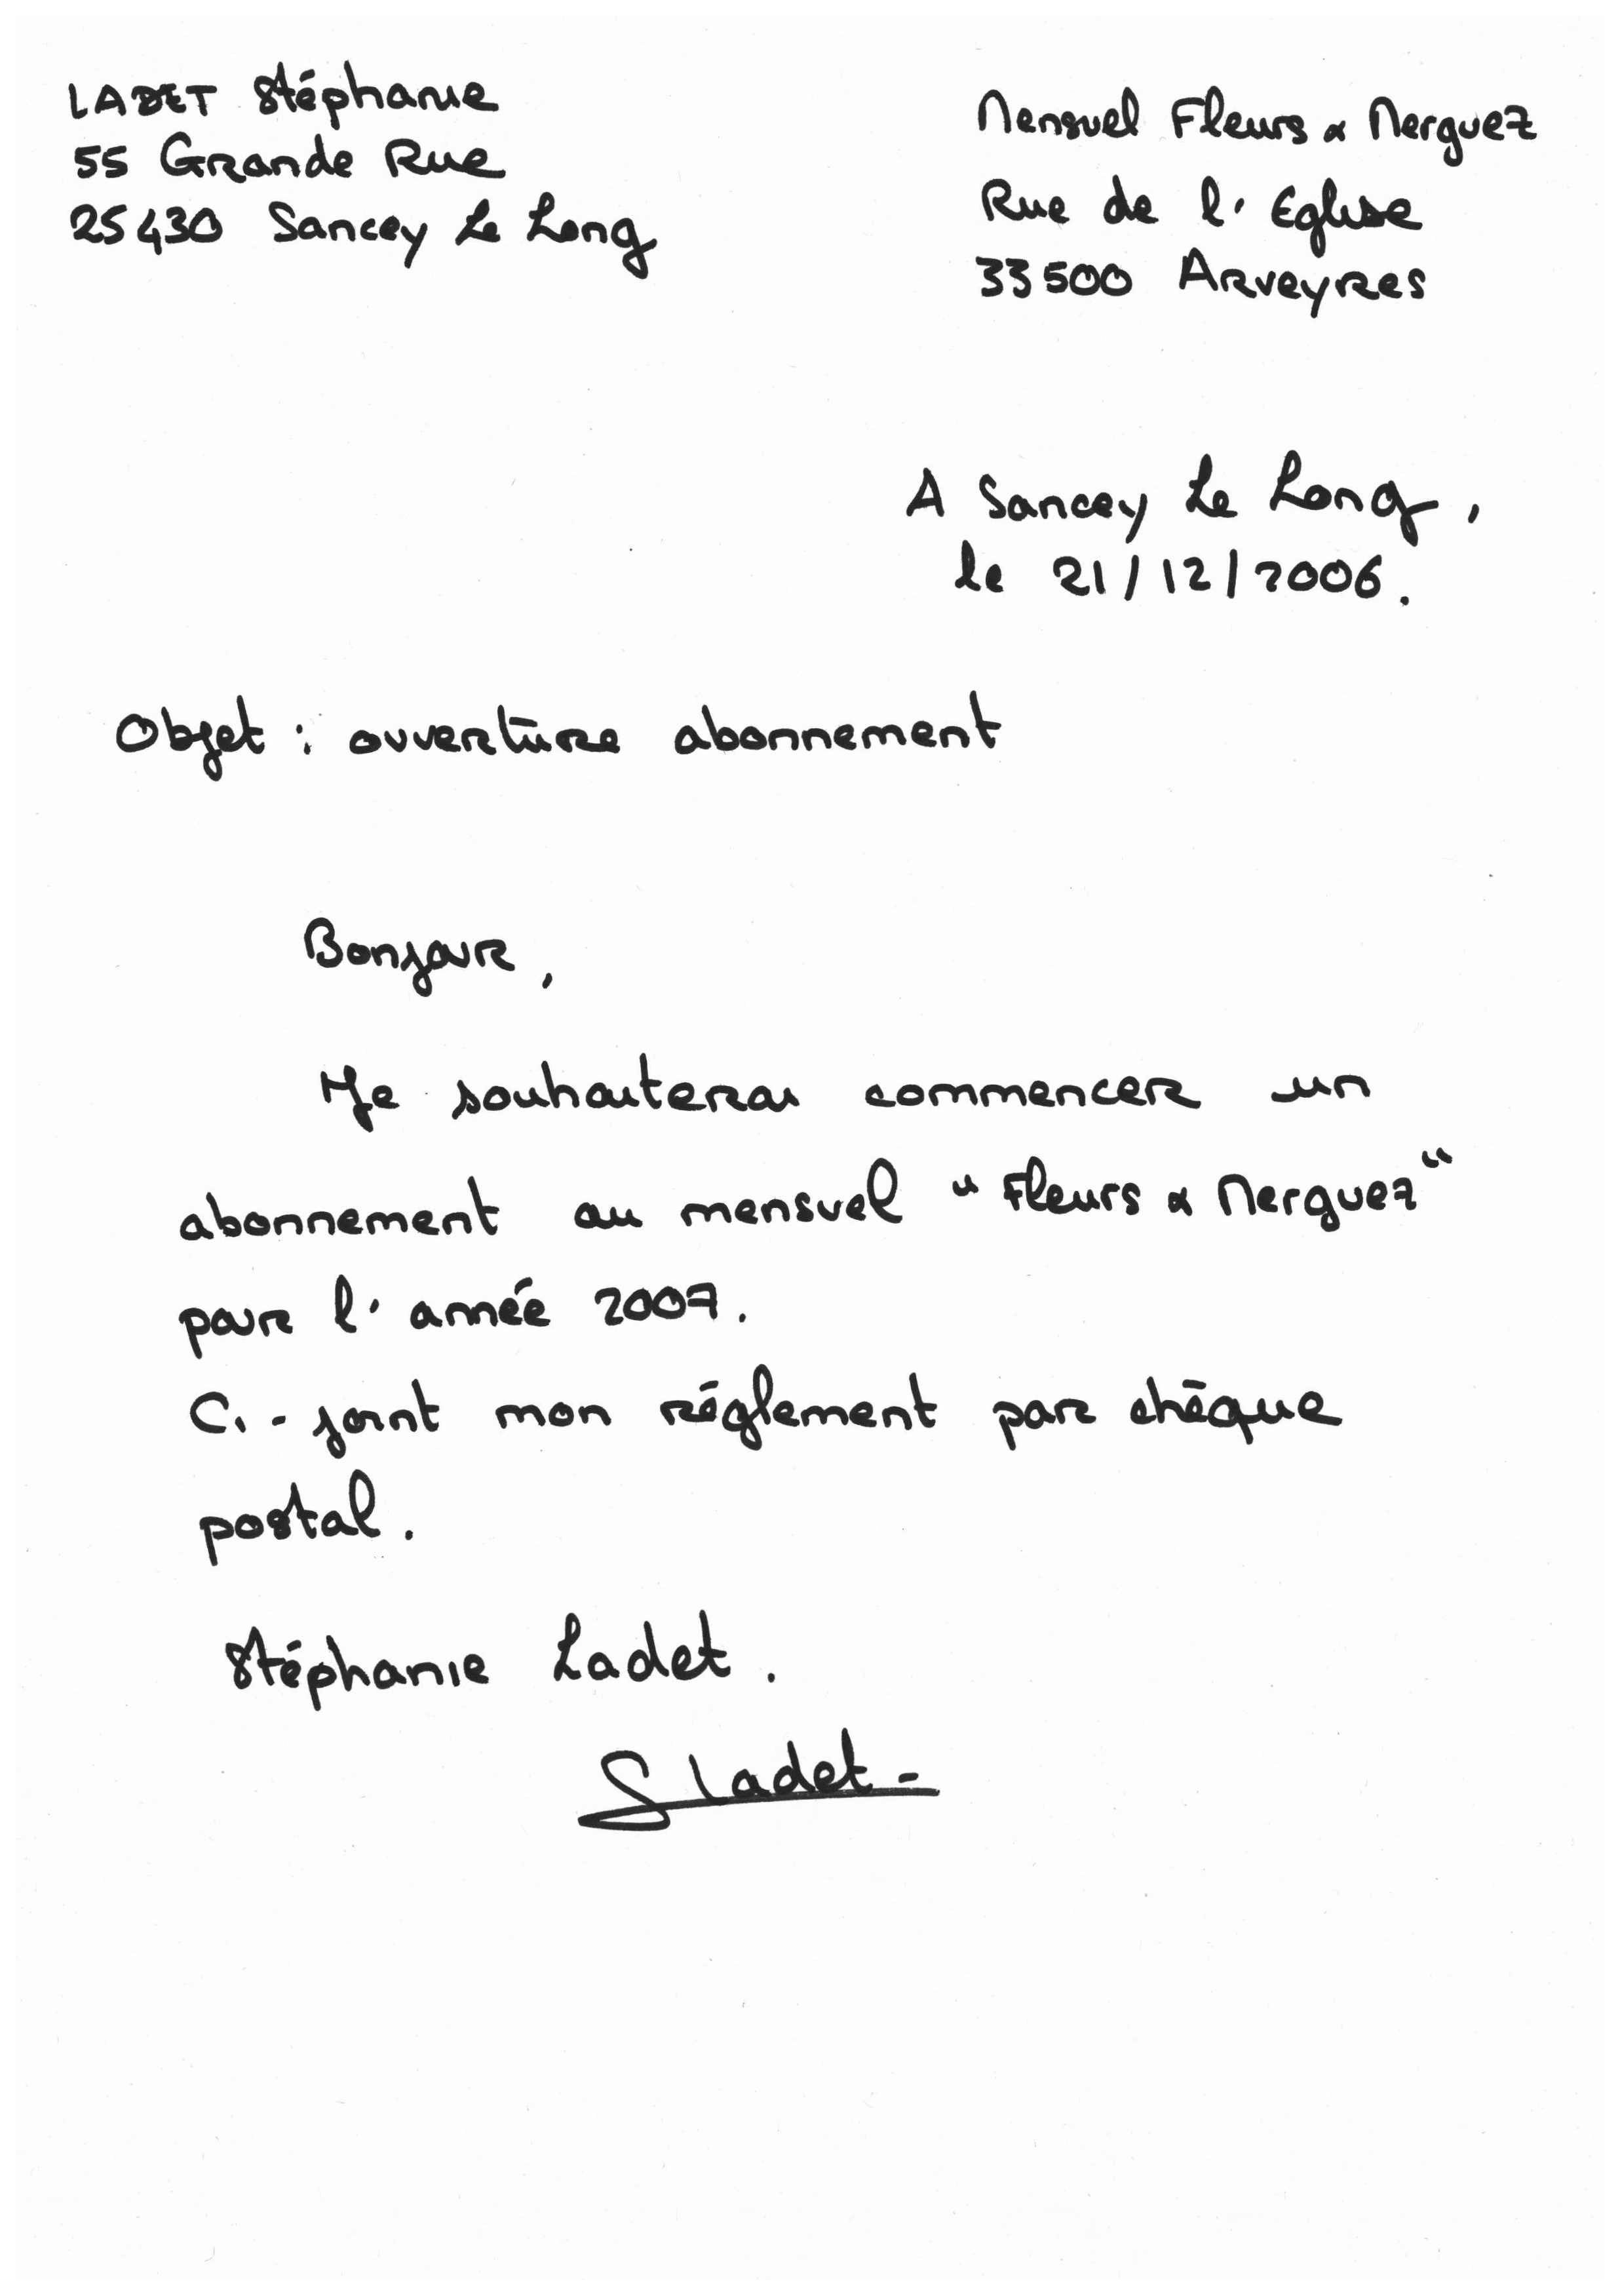 LADET Stéphanie
55 Grande Rue
25430 Sancey Le Long
Mensuel Fleurs & Merguez
Rue de l'Eglise
33500 Arveyres
A Sancey Le Long,
le 21/12/2006.
Objet : ouverture abonnement
Bonjour,
Je souhaiterai commencer un
abonnement au mensuel "Fleurs & Merguez"
pour l'année 2007.
Ci-joint mon réglement par chèque
postal.
Stéphanie Ladet.
S Ladet-